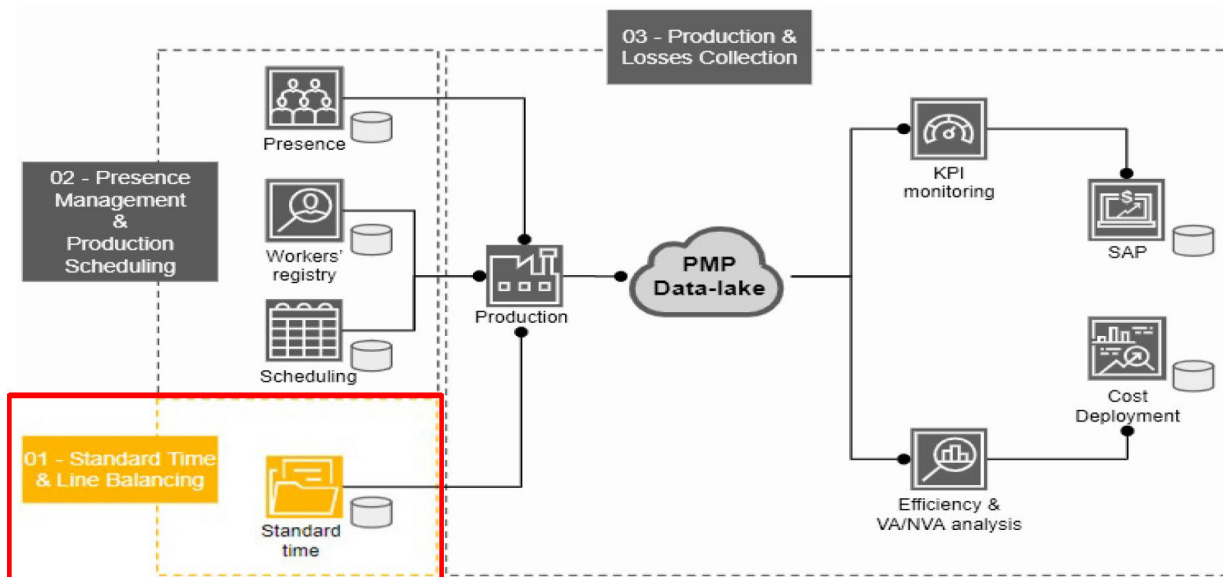 03 - Production &
Losses Collection
Presence
02 - Presence
Management
&
Production
Scheduling
Workers'
registry
Scheduling
01 - Standard Time
& Line Balancing
Standard
time
Production
PMP
Data-lake
KPI
monitoring
$
SAP
Cost
Deployment
Efficiency &
VA/NVA analysis